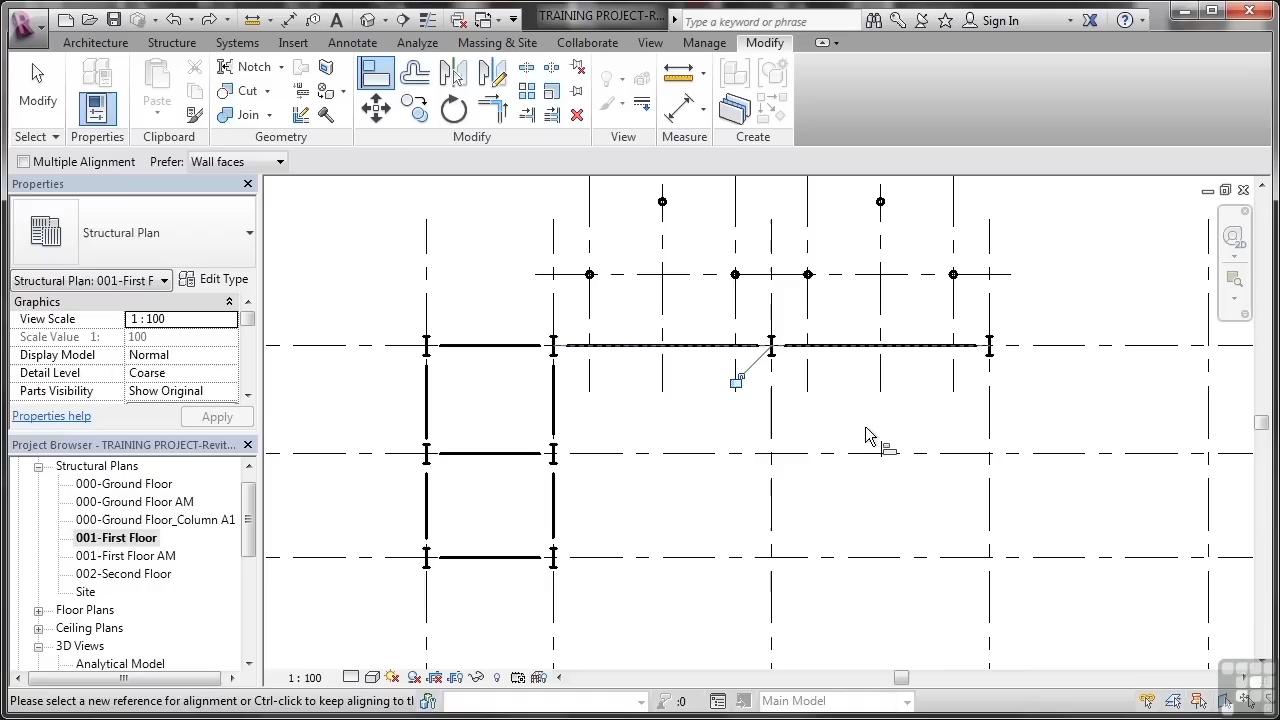 TRAINING PROJECT-R...
Type a keyword or phrase
Sign In
Architecture
Structure
Systems
Insert
Annotate
Analyze
Massing & Site
Collaborate
View
Manage
Modify
Modify
Select
Properties
Paste
Clipboard
Notch
Cut
Join
Geometry
Modify
View
Measure
Create
Multiple Alignment
Prefer:
Wall faces
Properties
Structural Plan
Structural Plan: 001-First F
Edit Type
Graphics
View Scale
1 : 100
Scale Value 1:
100
Display Model
Normal
Detail Level
Coarse
Parts Visibility
Show Original
Properties help
Apply
Project Browser - TRAINING PROJECT-Revit...
Structural Plans
000-Ground Floor
000-Ground Floor AM
000-Ground Floor_Column A1
001-First Floor
001-First Floor AM
002-Second Floor
Site
Floor Plans
Ceiling Plans
3D Views
Analytical Model
2D
1 : 100
Please select a new reference for alignment or Ctrl-click to keep aligning to tl
:0
Main Model